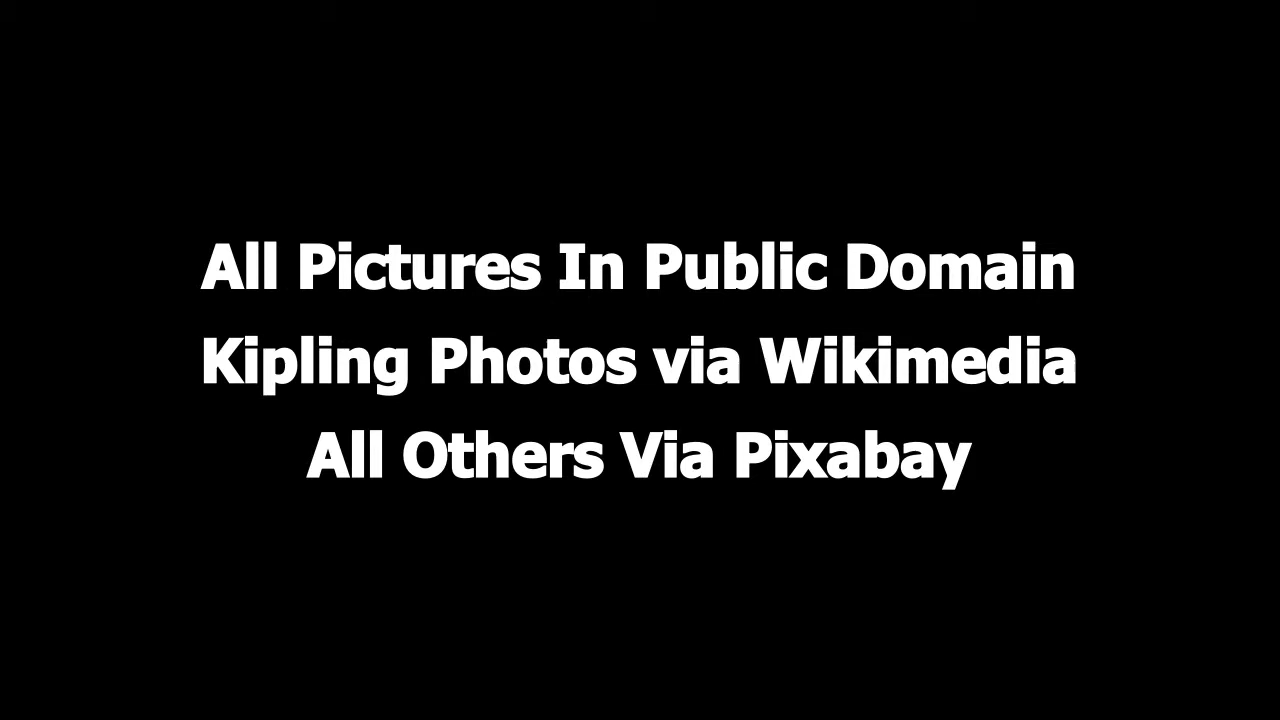 All Pictures In Public Domain
Kipling Photos via Wikimedia
All Others Via Pixabay